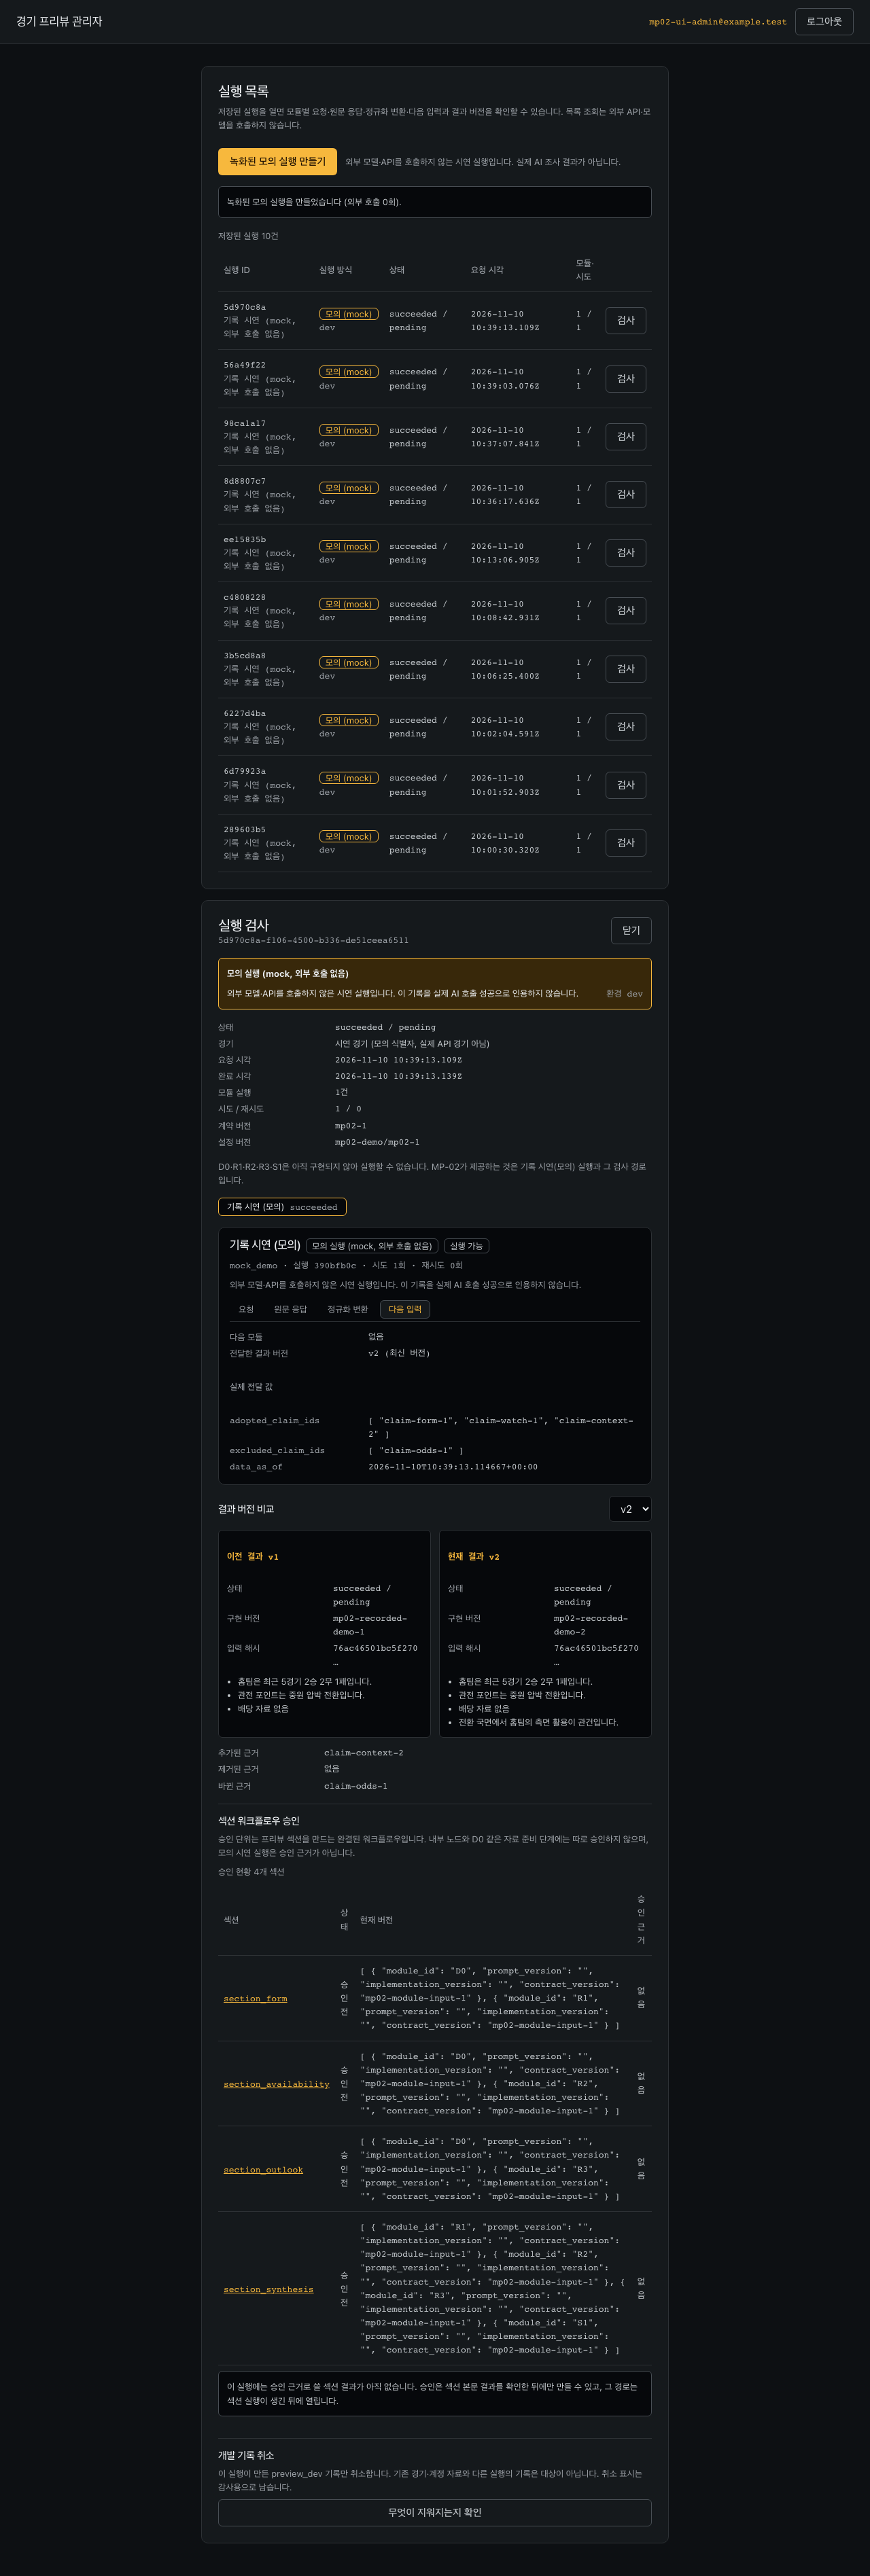 경기 프리뷰 관리자
mp02-ui-admin@example.test
로그아웃
실행 목록
저장된 실행을 열면 모듈별 요청·원문 응답·정규화 변환·다음 입력과 결과 버전을 확인할 수 있습니다. 목록 조회는 외부 API·모
델을 호출하지 않습니다.
녹화된 모의 실행 만들기
외부 모델·API를 호출하지 않는 시연 실행입니다. 실제 AI 조사 결과가 아닙니다.
녹화된 모의 실행을 만들었습니다 (외부 호출 0회).
저장된 실행 10건
실행 ID
실행 방식
상태
요청 시각
모듈·
시도
5d970c8a
기록 시연 (mock,
외부 호출 없음)
모의 (mock)
dev
succeeded /
pending
2026-11-10
10:39:13.109Z
1 /
1
검사
56a49f22
기록 시연 (mock,
외부 호출 없음)
모의 (mock)
dev
succeeded /
pending
2026-11-10
10:39:03.076Z
1 /
1
검사
98ca1a17
기록 시연 (mock,
외부 호출 없음)
모의 (mock)
dev
succeeded /
pending
2026-11-10
10:37:07.841Z
1 /
1
검사
8d8807c7
기록 시연 (mock,
외부 호출 없음)
모의 (mock)
dev
succeeded /
pending
2026-11-10
10:36:17.636Z
1 /
1
검사
ee15835b
기록 시연 (mock,
외부 호출 없음)
모의 (mock)
dev
succeeded /
pending
2026-11-10
10:13:06.905Z
1 /
1
검사
c4808228
기록 시연 (mock,
외부 호출 없음)
모의 (mock)
dev
succeeded /
pending
2026-11-10
10:08:42.931Z
1 /
1
검사
3b5cd8a8
기록 시연 (mock,
외부 호출 없음)
모의 (mock)
dev
succeeded /
pending
2026-11-10
10:06:25.400Z
1 /
1
검사
6227d4ba
기록 시연 (mock,
외부 호출 없음)
모의 (mock)
dev
succeeded /
pending
2026-11-10
10:02:04.591Z
1 /
1
검사
6d79923a
기록 시연 (mock,
외부 호출 없음)
모의 (mock)
dev
succeeded /
pending
2026-11-10
10:01:52.903Z
1 /
1
검사
289603b5
기록 시연 (mock,
외부 호출 없음)
모의 (mock)
dev
succeeded /
pending
2026-11-10
10:00:30.320Z
1 /
1
검사
실행 검사
5d970c8a-f106-4500-b336-de51ceea6511
닫기
모의 실행 (mock, 외부 호출 없음)
외부 모델·API를 호출하지 않은 시연 실행입니다. 이 기록을 실제 AI 호출 성공으로 인용하지 않습니다.
환경 dev
상태 succeeded / pending
경기 시연 경기 (모의 식별자, 실제 API 경기 아님)
요청 시각 2026-11-10 10:39:13.109Z
완료 시각 2026-11-10 10:39:13.139Z
모듈 실행 1건
시도 / 재시도 1 / 0
계약 버전 mp02-1
설정 버전 mp02-demo/mp02-1
D0·R1·R2·R3·S1은 아직 구현되지 않아 실행할 수 없습니다. MP-02가 제공하는 것은 기록 시연(모의) 실행과 그 검사 경로
입니다.
기록 시연 (모의) succeeded
기록 시연 (모의) 모의 실행 (mock, 외부 호출 없음) 실행 가능
mock_demo · 실행 390bfb0c · 시도 1회 · 재시도 0회
외부 모델·API를 호출하지 않은 시연 실행입니다. 이 기록을 실제 AI 호출 성공으로 인용하지 않습니다.
요청 원문 응답 정규화 변환 다음 입력
다음 모듈 없음
전달한 결과 버전 v2 (최신 버전)
실제 전달 값
adopted_claim_ids [ "claim-form-1", "claim-watch-1", "claim-context-
2" ]
excluded_claim_ids [ "claim-odds-1" ]
data_as_of 2026-11-10T10:39:13.114667+00:00
결과 버전 비교
v2
이전 결과 v1
상태 succeeded /
pending
구현 버전 mp02-recorded-
demo-1
입력 해시 76ac46501bc5f270
…
• 홈팀은 최근 5경기 2승 2무 1패입니다.
• 관전 포인트는 중원 압박 전환입니다.
• 배당 자료 없음
현재 결과 v2
상태 succeeded /
pending
구현 버전 mp02-recorded-
demo-2
입력 해시 76ac46501bc5f270
…
• 홈팀은 최근 5경기 2승 2무 1패입니다.
• 관전 포인트는 중원 압박 전환입니다.
• 배당 자료 없음
• 전환 국면에서 홈팀의 측면 활용이 관건입니다.
추가된 근거 claim-context-2
제거된 근거 없음
바뀐 근거 claim-odds-1
섹션 워크플로우 승인
승인 단위는 프리뷰 섹션을 만드는 완결된 워크플로우입니다. 내부 노드와 D0 같은 자료 준비 단계에는 따로 승인하지 않으며,
모의 시연 실행은 승인 근거가 아닙니다.
승인 현황 4개 섹션
섹션
상
태
현재 버전
승
인
근
거
section_form
승
인
전
[ { "module_id": "D0", "prompt_version": "",
"implementation_version": "", "contract_version":
"mp02-module-input-1" }, { "module_id": "R1",
"prompt_version": "", "implementation_version":
"", "contract_version": "mp02-module-input-1" } ]
없
음
section_availability
승
인
전
[ { "module_id": "D0", "prompt_version": "",
"implementation_version": "", "contract_version":
"mp02-module-input-1" }, { "module_id": "R2",
"prompt_version": "", "implementation_version":
"", "contract_version": "mp02-module-input-1" } ]
없
음
section_outlook
승
인
전
[ { "module_id": "D0", "prompt_version": "",
"implementation_version": "", "contract_version":
"mp02-module-input-1" }, { "module_id": "R3",
"prompt_version": "", "implementation_version":
"", "contract_version": "mp02-module-input-1" } ]
없
음
section_synthesis
승
인
전
[ { "module_id": "R1", "prompt_version": "",
"implementation_version": "", "contract_version":
"mp02-module-input-1" }, { "module_id": "R2",
"prompt_version": "", "implementation_version":
"", "contract_version": "mp02-module-input-1" }, {
"module_id": "R3", "prompt_version": "",
"implementation_version": "", "contract_version":
"mp02-module-input-1" }, { "module_id": "S1",
"prompt_version": "", "implementation_version":
"", "contract_version": "mp02-module-input-1" } ]
없
음
이 실행에는 승인 근거로 쓸 섹션 결과가 아직 없습니다. 승인은 섹션 본문 결과를 확인한 뒤에만 만들 수 있고, 그 경로는
섹션 실행이 생긴 뒤에 열립니다.
개발 기록 취소
이 실행이 만든 preview_dev 기록만 취소합니다. 기존 경기·계정 자료와 다른 실행의 기록은 대상이 아닙니다. 취소 표시는
감사용으로 남습니다.
무엇이 지워지는지 확인